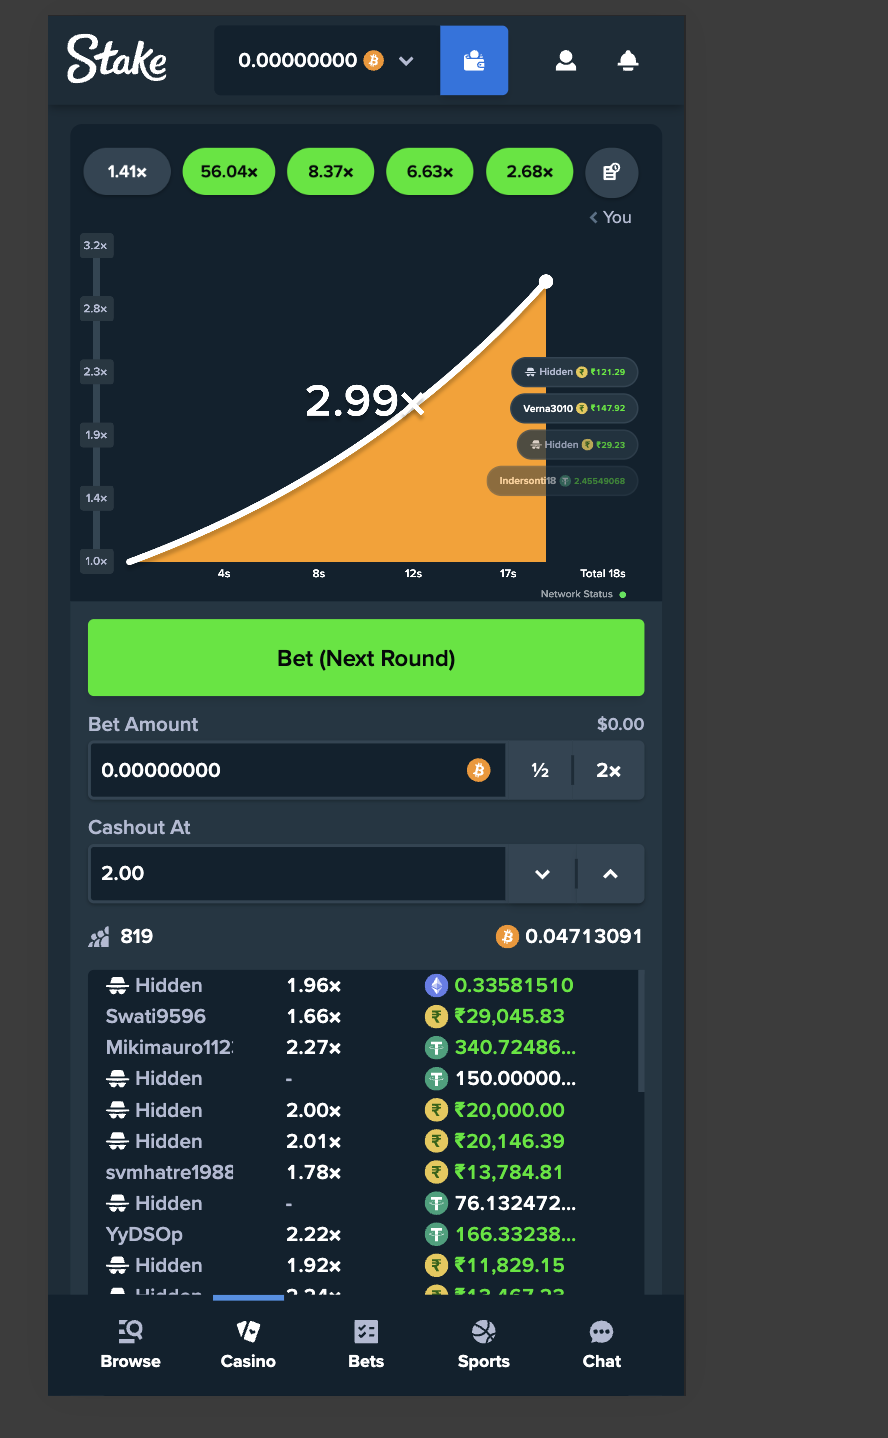 Stake
0.00000000
1.41×
56.04×
8.37×
6.63×
2.68×
< You
3.2×
2.8×
2.3×
1.9×
1.4×
1.0×
2.99×
Hidden ₹121.29
Verna3010 ₹147.92
Hidden ₹29.23
Indersonti18 2.45549068
4s 8s 12s 17s Total 18s
Network Status
Bet (Next Round)
Bet Amount $0.00
0.00000000 ½ 2×
Cashout At
2.00
819 0.04713091
Hidden 1.96× 0.33581510
Swati9596 1.66× ₹29,045.83
Mikimauro112 2.27× 340.72486...
Hidden - 150.00000...
Hidden 2.00× ₹20,000.00
Hidden 2.01× ₹20,146.39
svmhatre1988 1.78× ₹13,784.81
Hidden - 76.132472...
YyDSOp 2.22× 166.33238...
Hidden 1.92× ₹11,829.15
Hidden 2.24× ₹13,467.23
Browse Casino Bets Sports Chat